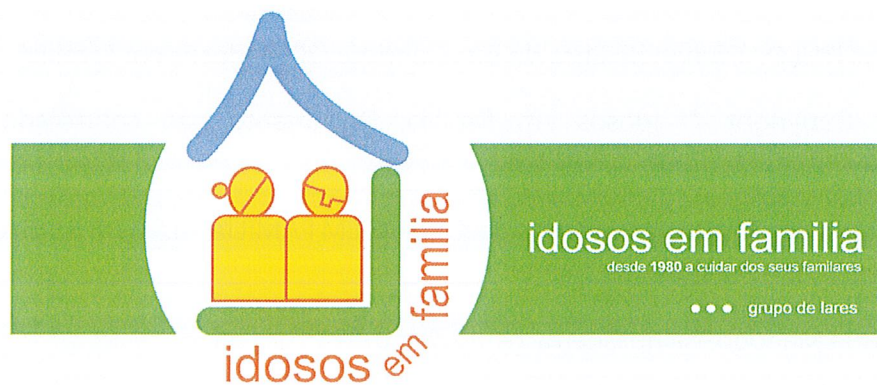 idosos em familia
idosos em familia
desde 1980 a cuidar dos seus familares
••• grupo de lares